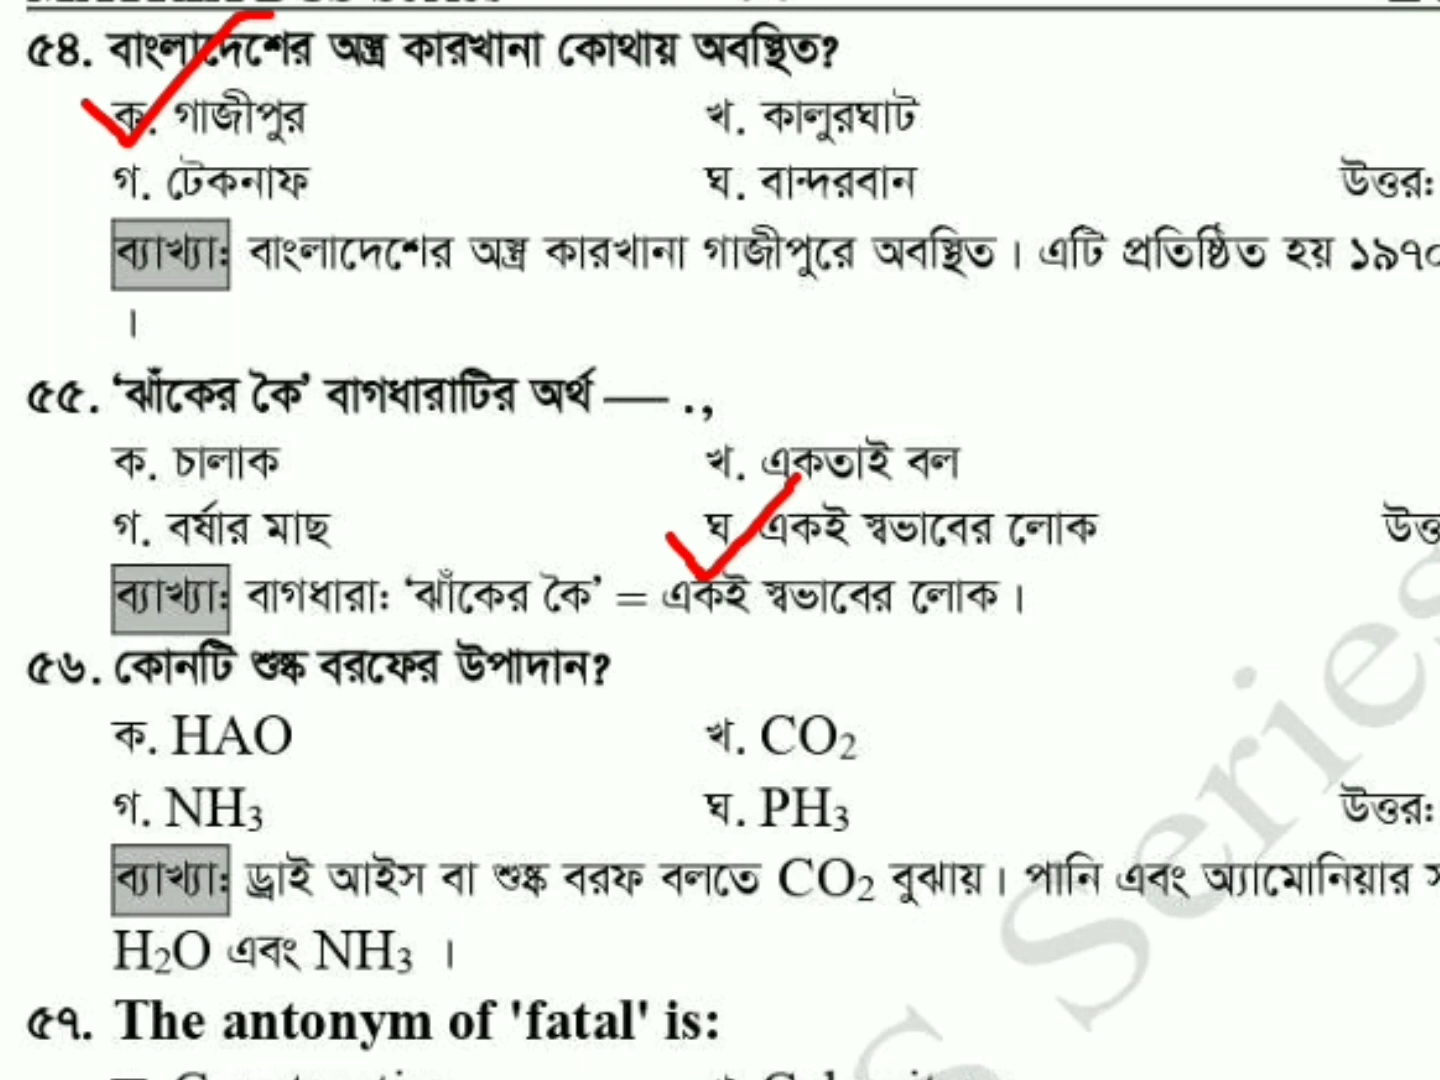 ৫৪. বাংলাদেশের অস্ত্র কারখানা কোথায় অবস্থিত?
ক. গাজীপুর খ. কালুরঘাট
গ. টেকনাফ ঘ. বান্দরবান উত্তর:
ব্যাখ্যা: বাংলাদেশের অস্ত্র কারখানা গাজীপুরে অবস্থিত। এটি প্রতিষ্ঠিত হয় ১৯৭০
।
৫৫. ‘ঝাঁকের কৈ’ বাগধারাটির অর্থ — .,
ক. চালাক খ. একতাই বল
গ. বর্ষার মাছ ঘ. একই স্বভাবের লোক
ব্যাখ্যা: বাগধারা: ‘ঝাঁকের কৈ’ = একই স্বভাবের লোক।
৫৬. কোনটি শুষ্ক বরফের উপাদান?
ক. HAO খ. CO₂
গ. NH₃ ঘ. PH₃ উত্তর:
ব্যাখ্যা: ড্রাই আইস বা শুষ্ক বরফ বলতে CO₂ বুঝায়। পানি এবং অ্যামোনিয়ার
H₂O এবং NH₃ ।
৫৭. The antonym of 'fatal' is:
Series